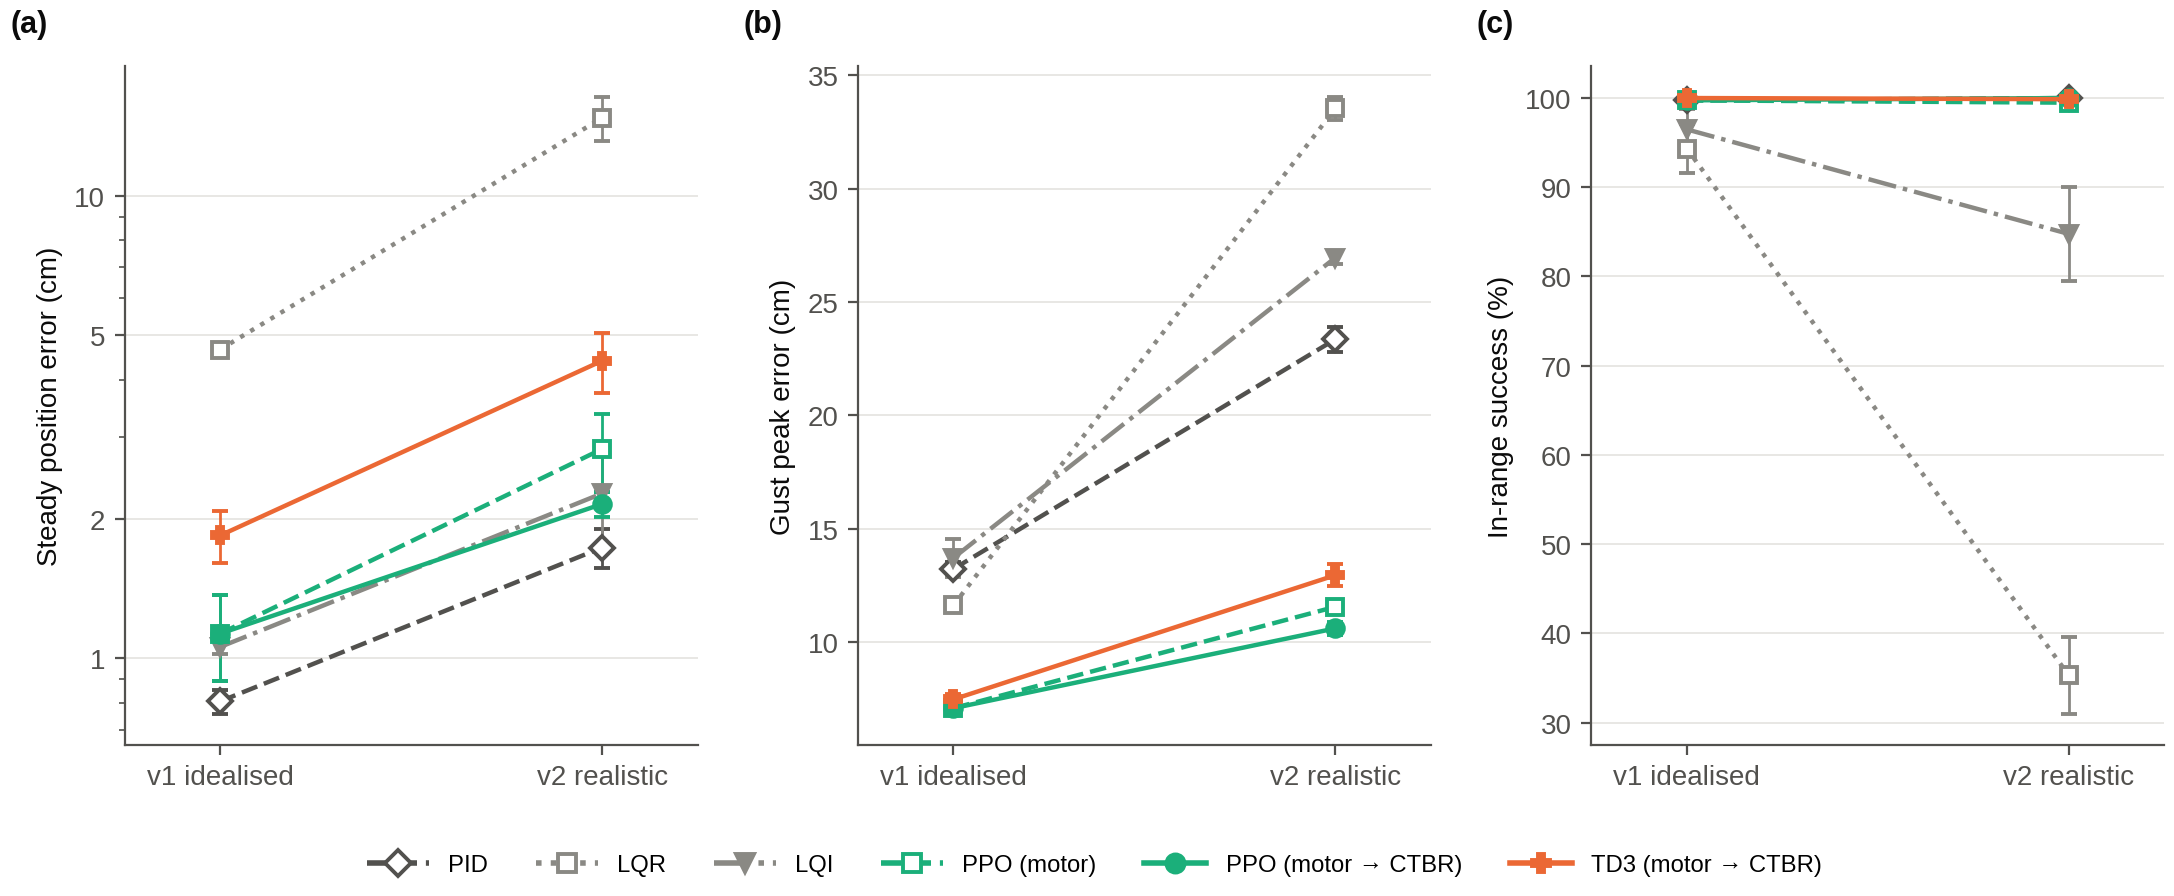 (a)
(b)
(c)
Steady position error (cm)
10
5
2
1
v1 idealised
v2 realistic
Gust peak error (cm)
35
30
25
20
15
10
v1 idealised
v2 realistic
In-range success (%)
100
90
80
70
60
50
40
30
v1 idealised
v2 realistic
PID
LQR
LQI
PPO (motor)
PPO (motor → CTBR)
TD3 (motor → CTBR)